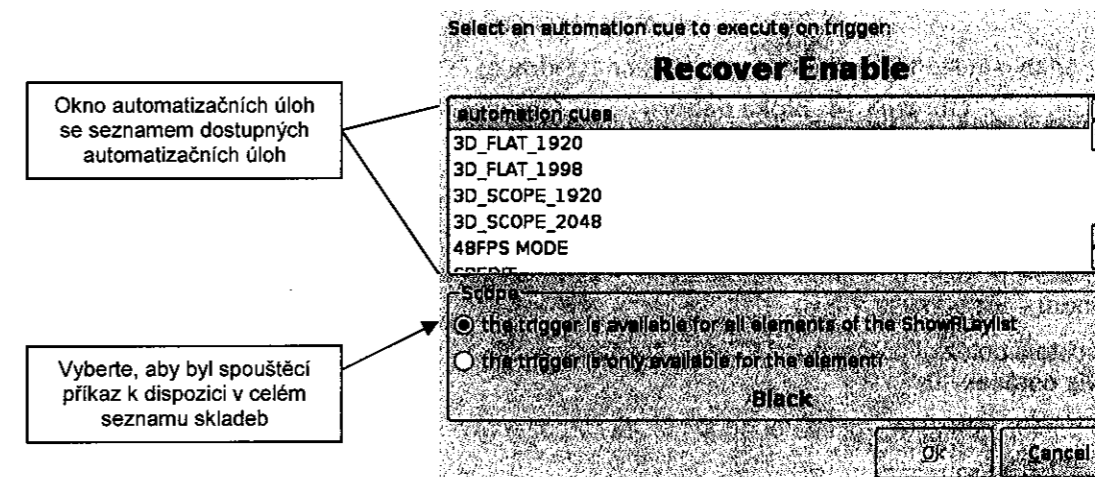 Select an automation cue to execute on trigger:
Recover Enable
Okno automatizačních úloh
se seznamem dostupných
automatizačních úloh
automation cues
3D_FLAT_1920
3D_FLAT_1998
3D_SCOPE_1920
3D_SCOPE_2048
48FPS MODE
CREDIT
Scope
the trigger is available for all elements of the ShowPlaylist
the trigger is only available for the element:
Black
Vyberte, aby byl spouštěcí
příkaz k dispozici v celém
seznamu skladeb
Ok
Cancel